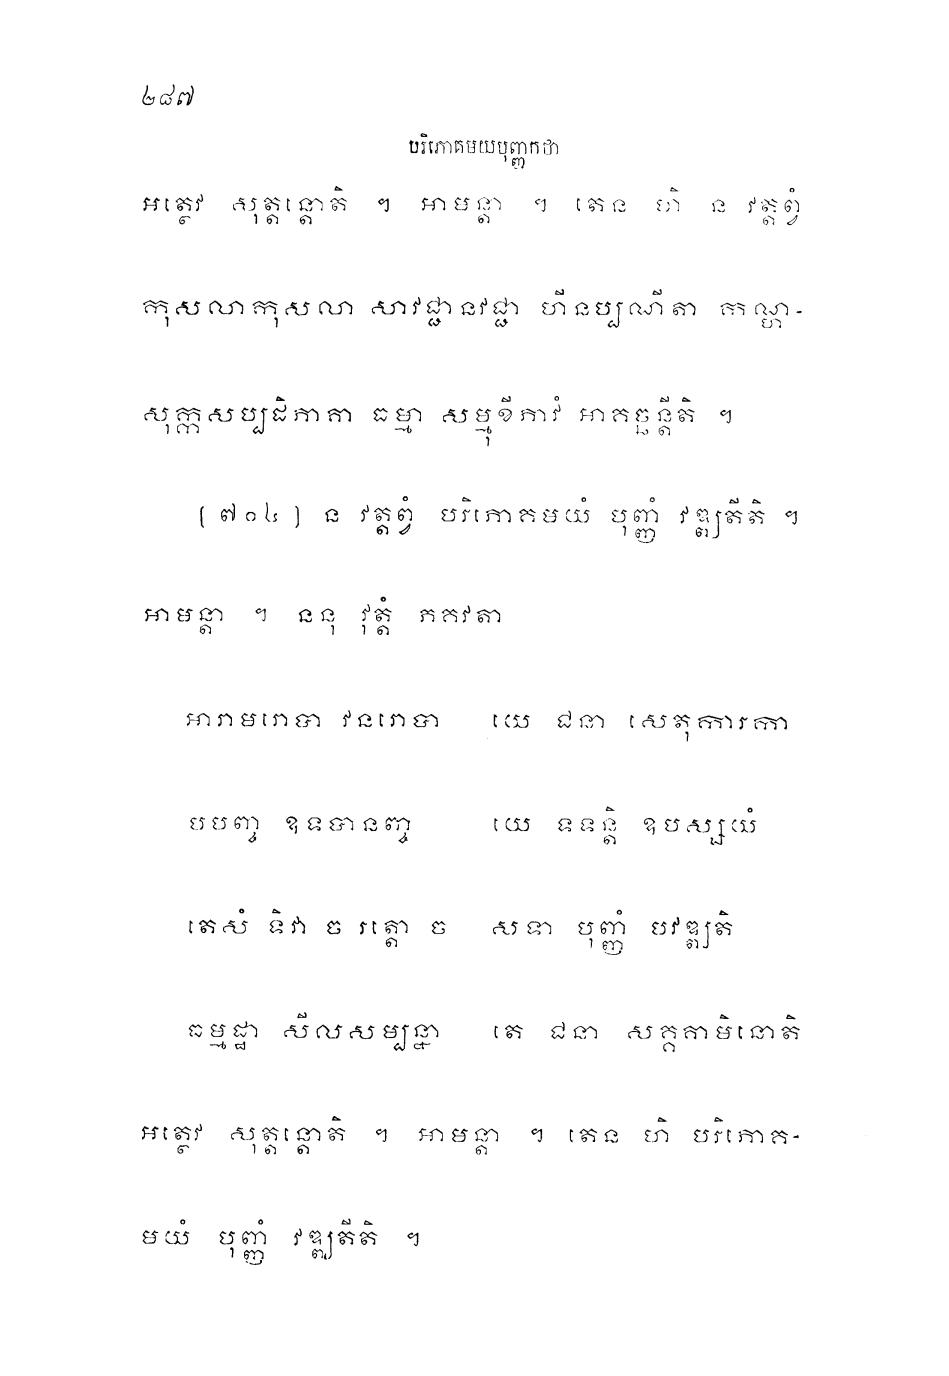 ២៨៧
បរិភោគមយបុញ្ញកថា
អត្ថេវ សុត្តន្តោតិ ។ អាមន្តា ។ តេន ហិ ន វត្តព្វំ
កុសលាកុសលា សាវជ្ជានវជ្ជា ហីនប្បណីតា កណ្ហ-
សុក្កសប្បដិភាគា ធម្មា សម្មុខីភាវំ អាគច្ឆន្តីតិ ។
[៧០៤] ន វត្តព្វំ បរិភោគមយំ បុញ្ញំ វឌ្ឍតីតិ ។
អាមន្តា ។ ននុ វុត្តំ ភគវតា
អារាមរោបា វនរោបា យេ ជនា សេតុការកា
បបញ្ច ឧទបានញ្ច យេ ទទន្តិ ឧបស្សយំ
តេសំ ទិវា ច រត្តោ ច សទា បុញ្ញំ បវឌ្ឍតិ
ធម្មដ្ឋា សីលសម្បន្នា តេ ជនា សគ្គគាមិនោតិ
អត្ថេវ សុត្តន្តោតិ ។ អាមន្តា ។ តេន ហិ បរិភោគ-
មយំ បុញ្ញំ វឌ្ឍតីតិ ។